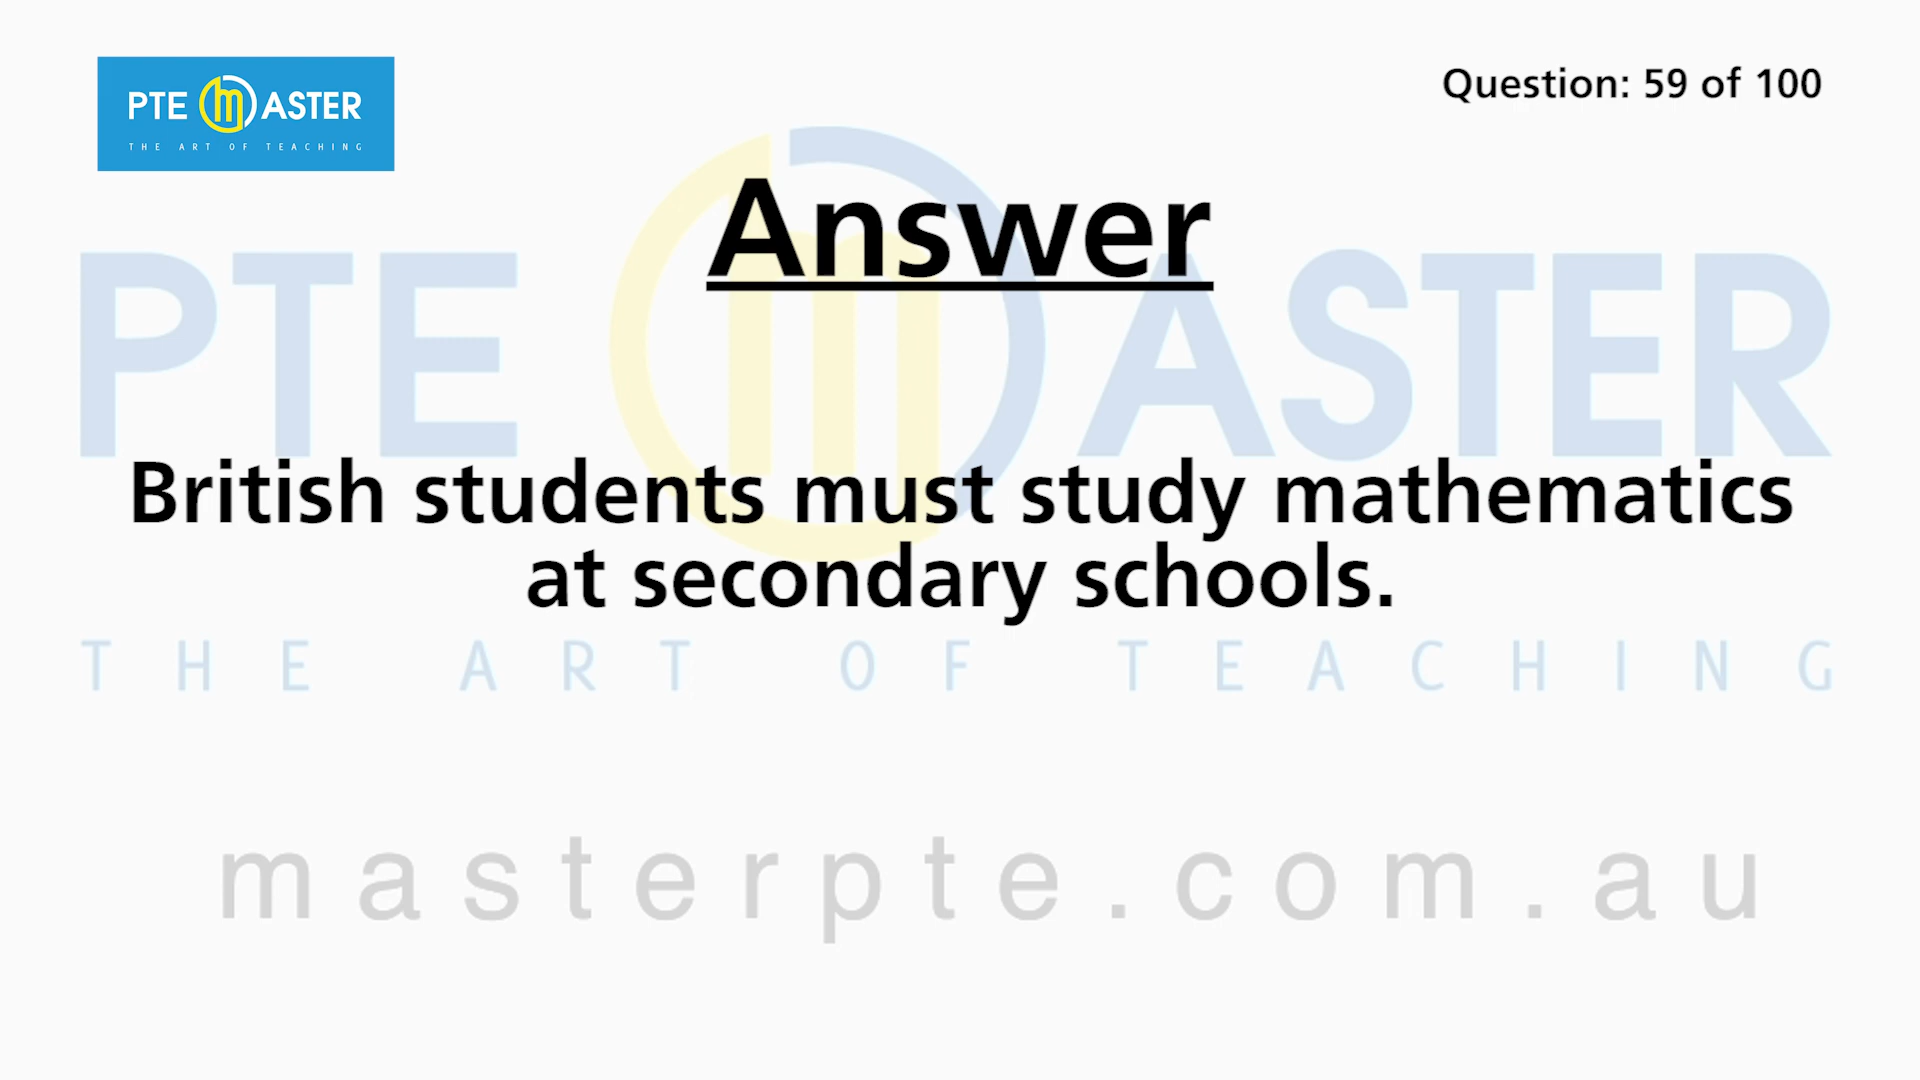 PTE MASTER
THE ART OF TEACHING
Question: 59 of 100
Answer
PTE MASTER
British students must study mathematics
at secondary schools.
THE ART OF TEACHING
masterpte.com.au